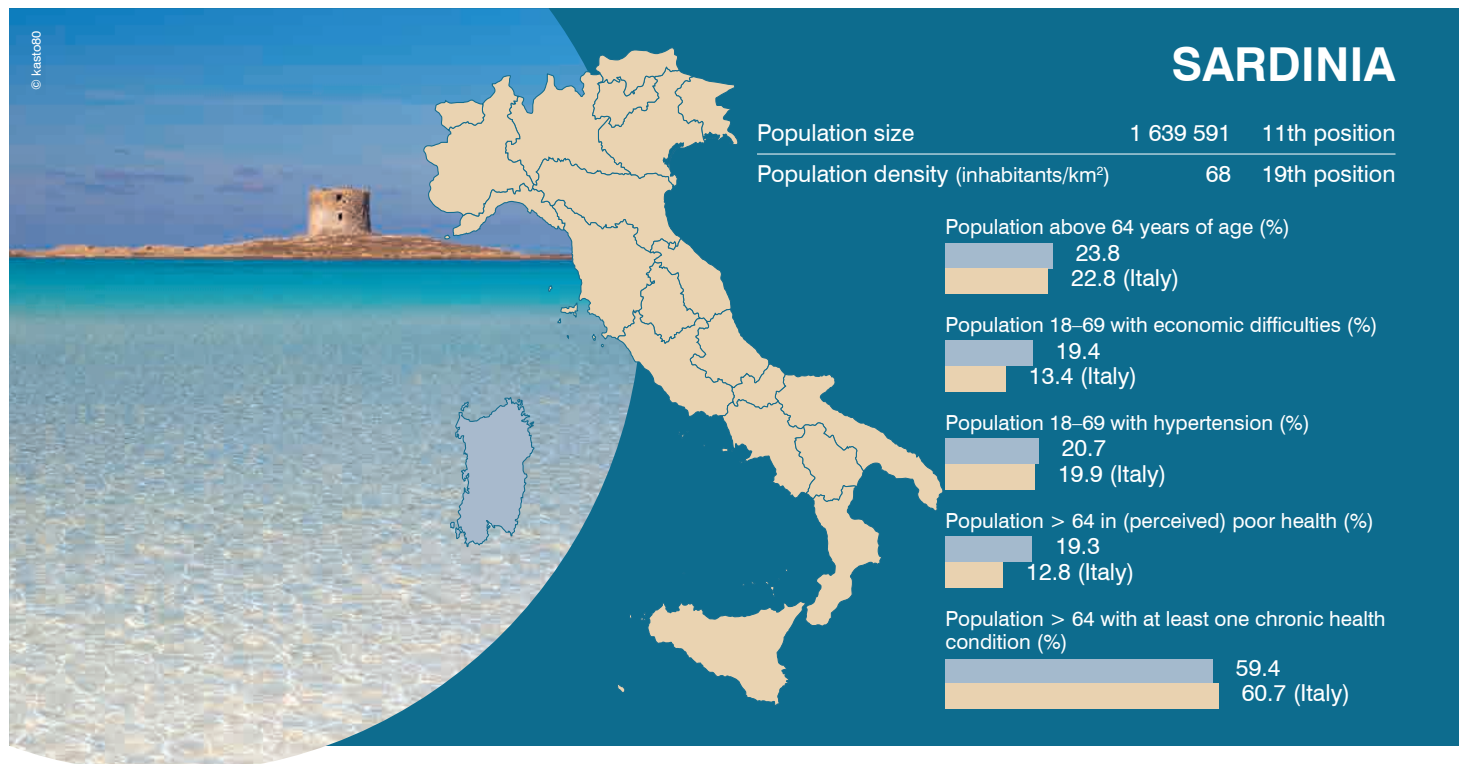 © kasto80
SARDINIA
Population size 1 639 591 11th position
Population density (inhabitants/km²) 68 19th position
Population above 64 years of age (%)
23.8
22.8 (Italy)
Population 18–69 with economic difficulties (%)
19.4
13.4 (Italy)
Population 18–69 with hypertension (%)
20.7
19.9 (Italy)
Population > 64 in (perceived) poor health (%)
19.3
12.8 (Italy)
Population > 64 with at least one chronic health
condition (%)
59.4
60.7 (Italy)